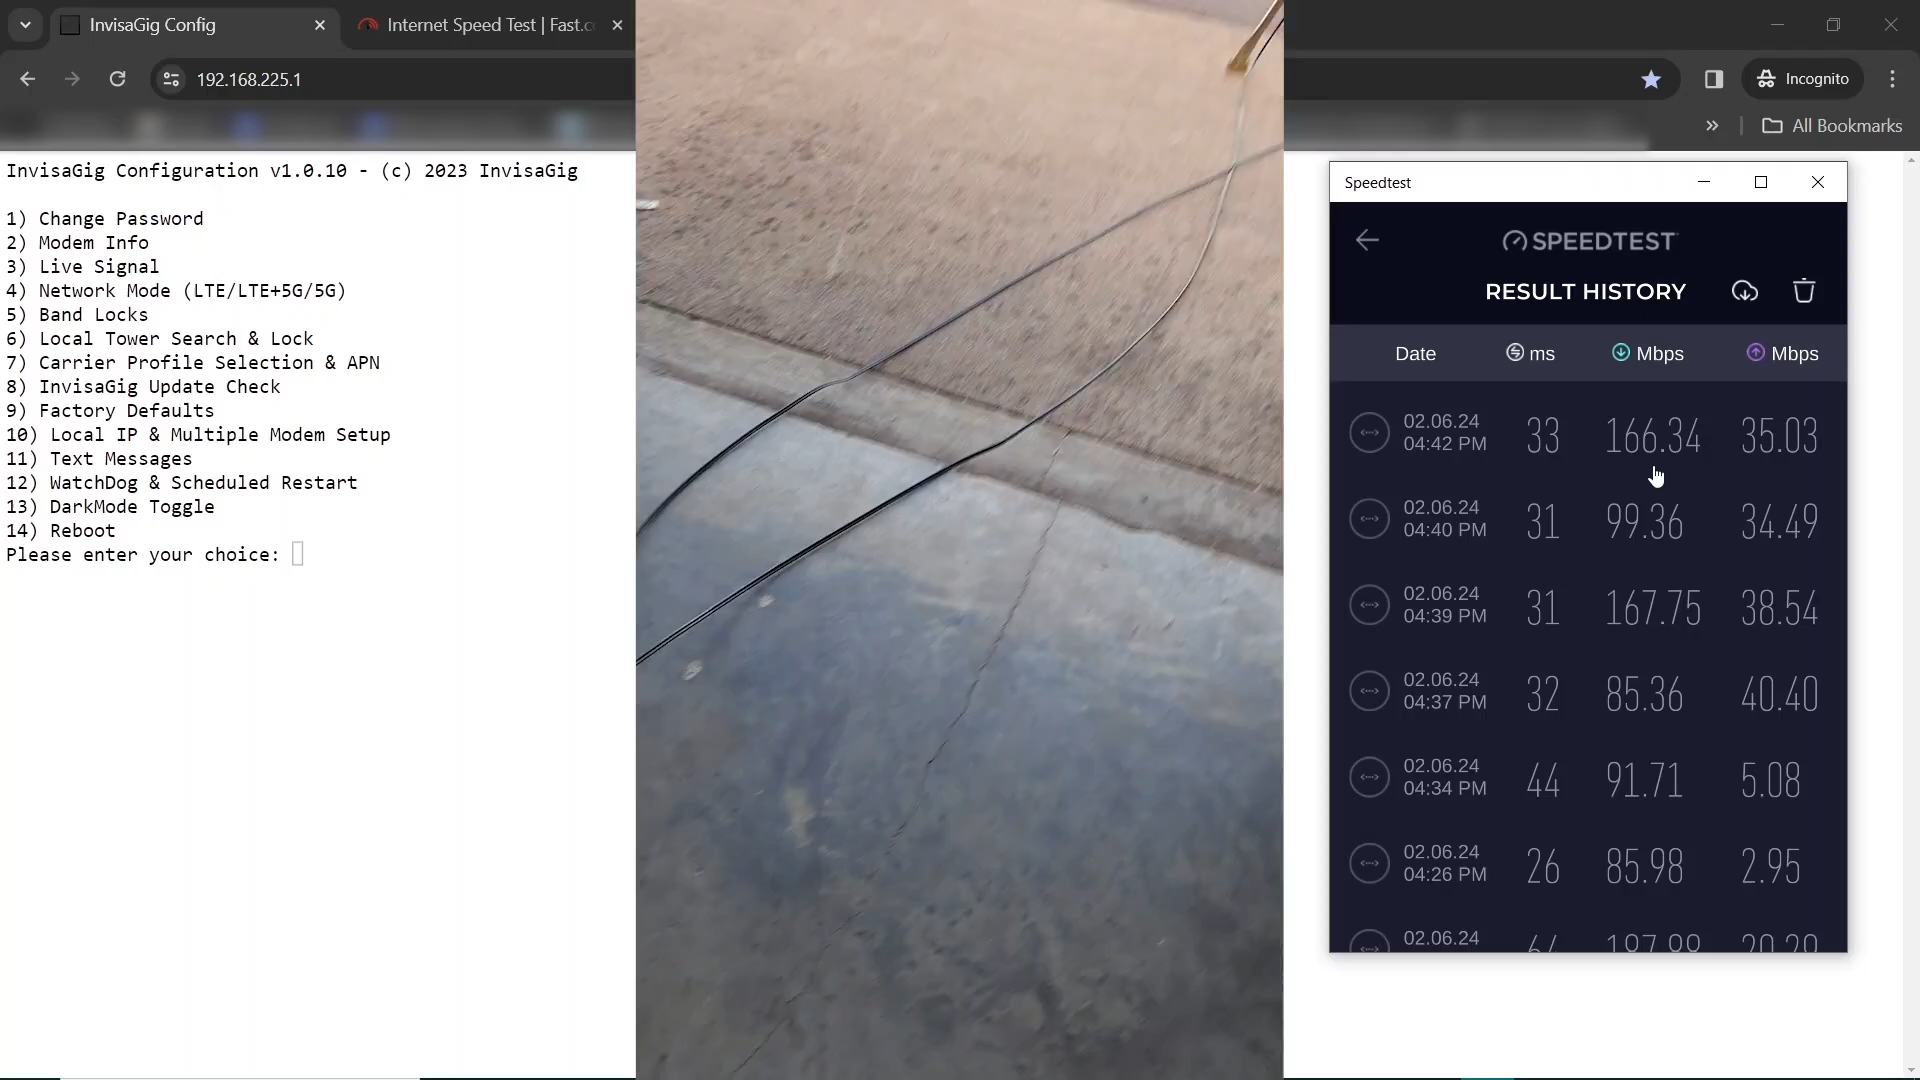 InvisaGig Config
Internet Speed Test | Fast.c
192.168.225.1
Incognito
All Bookmarks
InvisaGig Configuration v1.0.10 - (c) 2023 InvisaGig
1) Change Password
2) Modem Info
3) Live Signal
4) Network Mode (LTE/LTE+5G/5G)
5) Band Locks
6) Local Tower Search & Lock
7) Carrier Profile Selection & APN
8) InvisaGig Update Check
9) Factory Defaults
10) Local IP & Multiple Modem Setup
11) Text Messages
12) WatchDog & Scheduled Restart
13) DarkMode Toggle
14) Reboot
Please enter your choice:
Speedtest
SPEEDTEST
RESULT HISTORY
Date ms Mbps Mbps
02.06.24 04:42 PM 33 166.34 35.03
02.06.24 04:40 PM 31 99.36 34.49
02.06.24 04:39 PM 31 167.75 38.54
02.06.24 04:37 PM 32 85.36 40.40
02.06.24 04:34 PM 44 91.71 5.08
02.06.24 04:26 PM 26 85.98 2.95
02.06.24